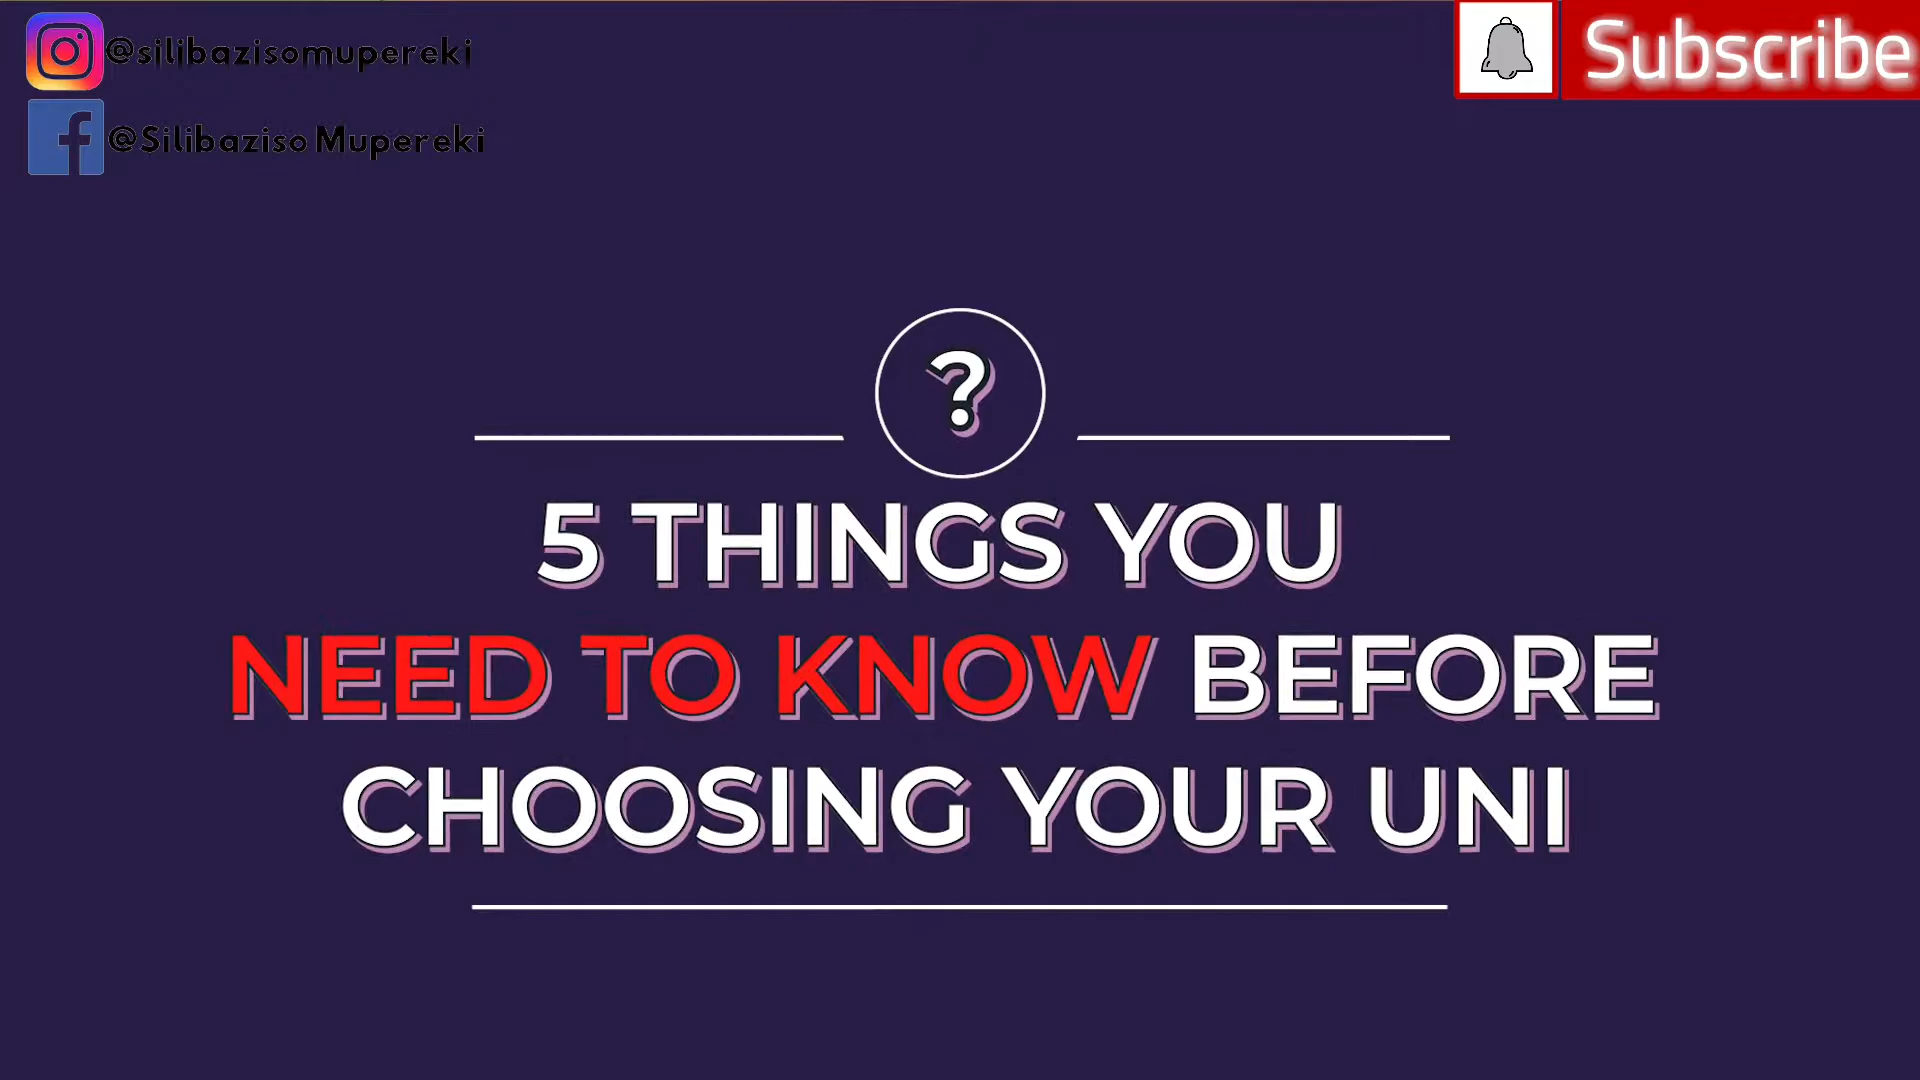 @silibazisomupereki
Subscribe
@Silibaziso Mupereki
?
5 THINGS YOU
NEED TO KNOW BEFORE
CHOOSING YOUR UNI